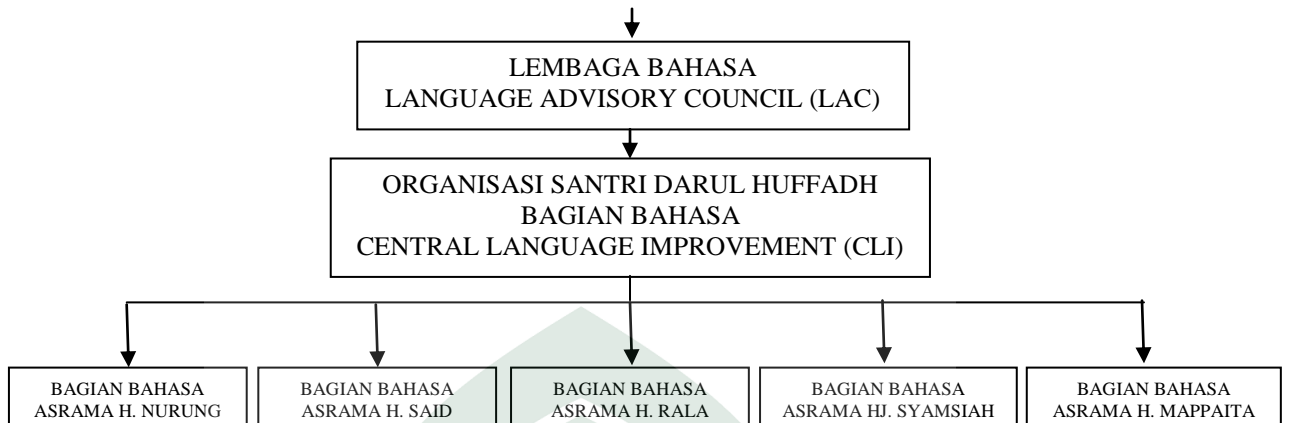 LEMBAGA BAHASA
LANGUAGE ADVISORY COUNCIL (LAC)
ORGANISASI SANTRI DARUL HUFFADH
BAGIAN BAHASA
CENTRAL LANGUAGE IMPROVEMENT (CLI)
BAGIAN BAHASA
ASRAMA H. NURUNG
BAGIAN BAHASA
ASRAMA H. SAID
BAGIAN BAHASA
ASRAMA H. RALA
BAGIAN BAHASA
ASRAMA HJ. SYAMSIAH
BAGIAN BAHASA
ASRAMA H. MAPPAITA